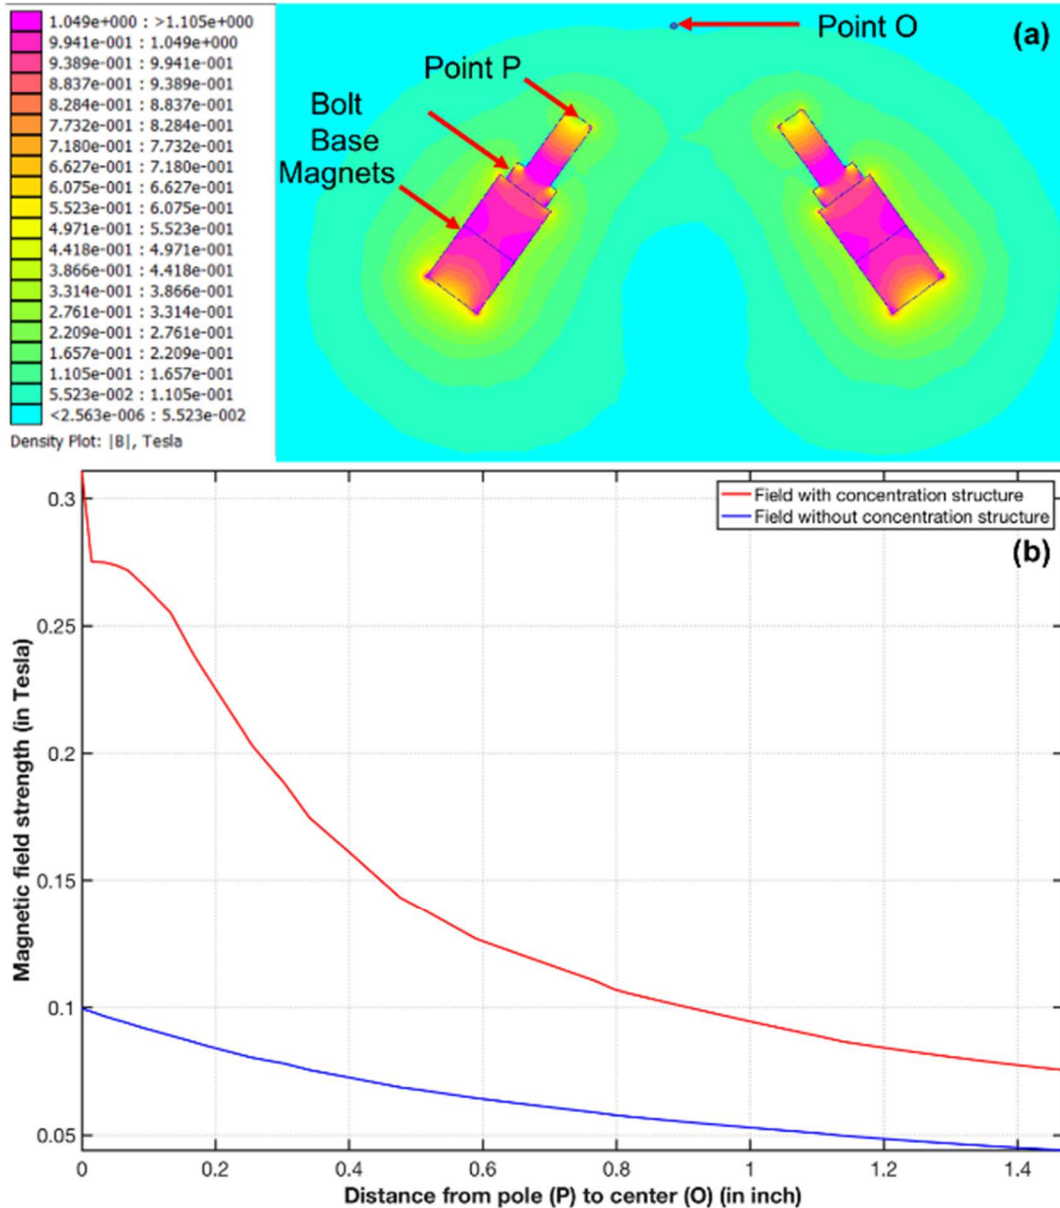 1.049e+000 : >1.105e+000
9.941e-001 : 1.049e+000
9.389e-001 : 9.941e-001
8.837e-001 : 9.389e-001
8.284e-001 : 8.837e-001
7.732e-001 : 8.284e-001
7.180e-001 : 7.732e-001
6.627e-001 : 7.180e-001
6.075e-001 : 6.627e-001
5.523e-001 : 6.075e-001
4.971e-001 : 5.523e-001
4.418e-001 : 4.971e-001
3.866e-001 : 4.418e-001
3.314e-001 : 3.866e-001
2.761e-001 : 3.314e-001
2.209e-001 : 2.761e-001
1.657e-001 : 2.209e-001
1.105e-001 : 1.657e-001
5.523e-002 : 1.105e-001
<2.563e-006 : 5.523e-002
Density Plot: |B|, Tesla
Point O
(a)
Point P
Bolt
Base
Magnets
Field with concentration structure
Field without concentration structure
(b)
Magnetic field strength (in Tesla)
0.3
0.25
0.2
0.15
0.1
0.05
0 0.2 0.4 0.6 0.8 1 1.2 1.4
Distance from pole (P) to center (O) (in inch)